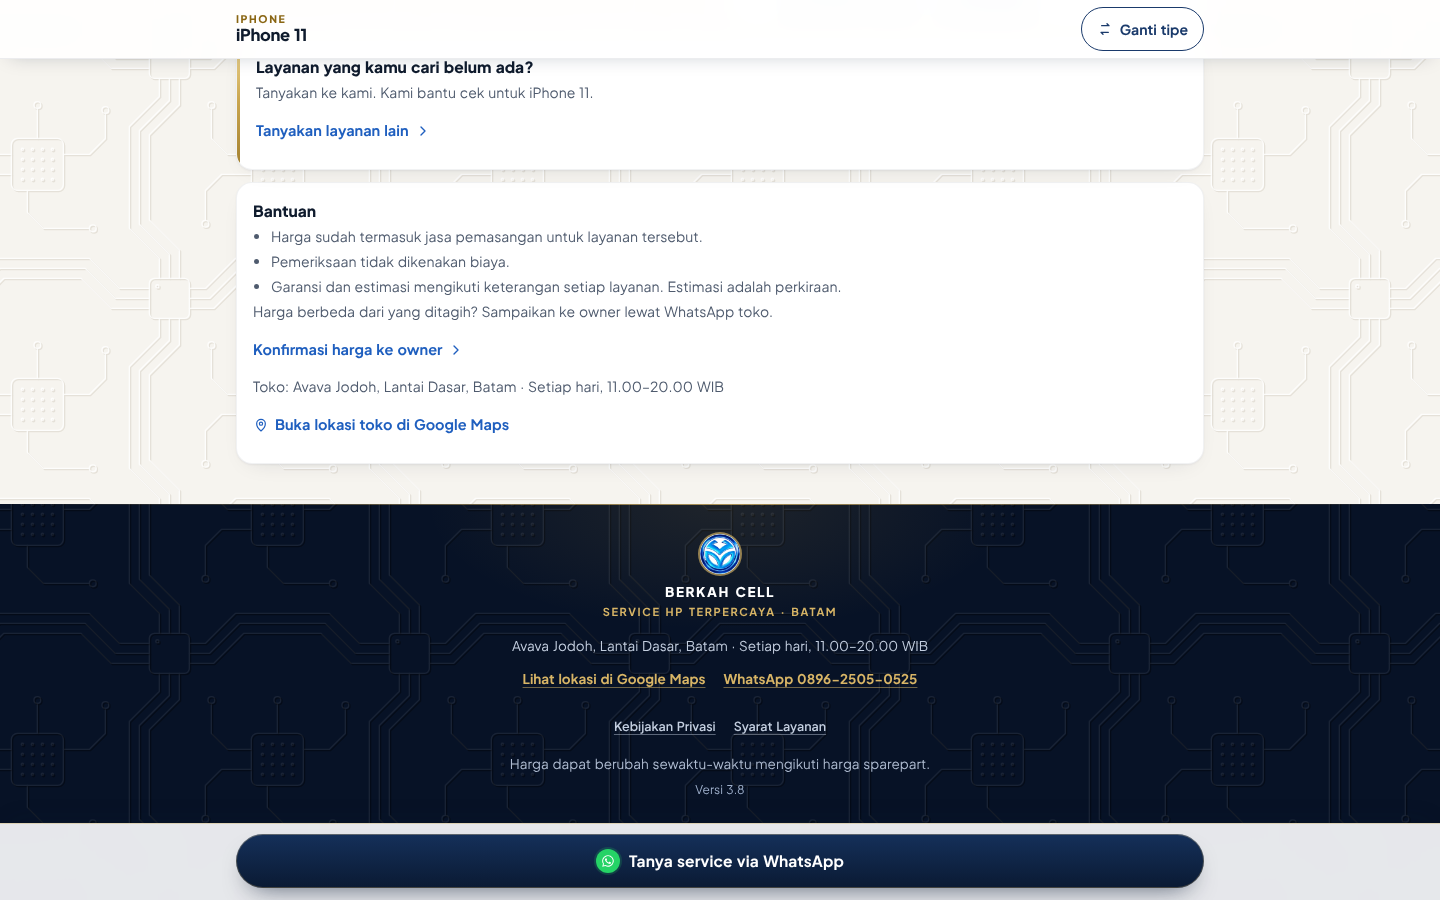 IPHONE
iPhone 11
Ganti tipe
Layanan yang kamu cari belum ada?
Tanyakan ke kami. Kami bantu cek untuk iPhone 11.
Tanyakan layanan lain
Bantuan
• Harga sudah termasuk jasa pemasangan untuk layanan tersebut.
• Pemeriksaan tidak dikenakan biaya.
• Garansi dan estimasi mengikuti keterangan setiap layanan. Estimasi adalah perkiraan.
Harga berbeda dari yang ditagih? Sampaikan ke owner lewat WhatsApp toko.
Konfirmasi harga ke owner
Toko: Avava Jodoh, Lantai Dasar, Batam · Setiap hari, 11.00–20.00 WIB
Buka lokasi toko di Google Maps
BERKAH CELL
SERVICE HP TERPERCAYA · BATAM
Avava Jodoh, Lantai Dasar, Batam · Setiap hari, 11.00–20.00 WIB
Lihat lokasi di Google Maps WhatsApp 0896-2505-0525
Kebijakan Privasi Syarat Layanan
Harga dapat berubah sewaktu-waktu mengikuti harga sparepart.
Versi 3.8
Tanya service via WhatsApp